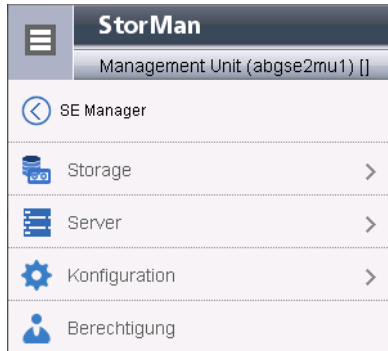 StorMan
Management Unit (abgse2mu1) []
SE Manager
Storage
Server
Konfiguration
Berechtigung